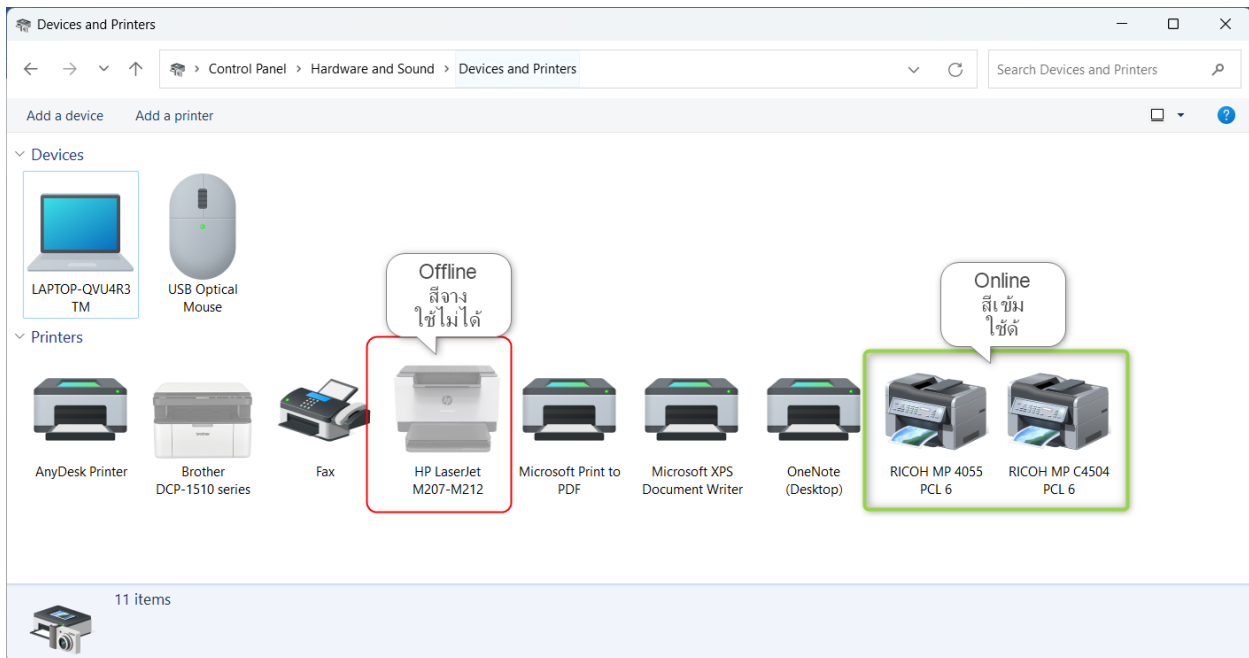 Devices and Printers
Control Panel > Hardware and Sound > Devices and Printers
Search Devices and Printers
Add a device
Add a printer
?
Devices
LAPTOP-QVU4R3
TM
USB Optical
Mouse
Offline
สีจาง
ใช้ไม่ได้
Online
สีเข้ม
ใช้ด้
Printers
AnyDesk Printer
Brother
DCP-1510 series
Fax
HP LaserJet
M207-M212
Microsoft Print to
PDF
Microsoft XPS
Document Writer
OneNote
(Desktop)
RICOH MP 4055
PCL 6
RICOH MP C4504
PCL 6
11 items